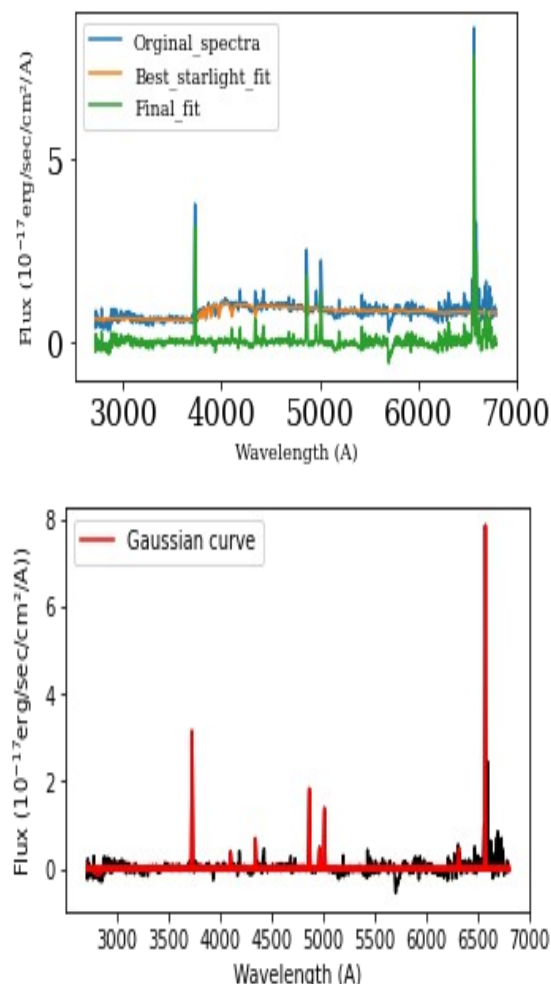 Orginal_spectra
Best_starlight_fit
Final_fit
5
0
Flux (10⁻¹⁷erg/sec/cm²/A)
3000 4000 5000 6000 7000
Wavelength (A)
Gaussian curve
8
6
4
2
0
Flux (10⁻¹⁷erg/sec/cm²/A))
3000 3500 4000 4500 5000 5500 6000 6500 7000
Wavelength (A)